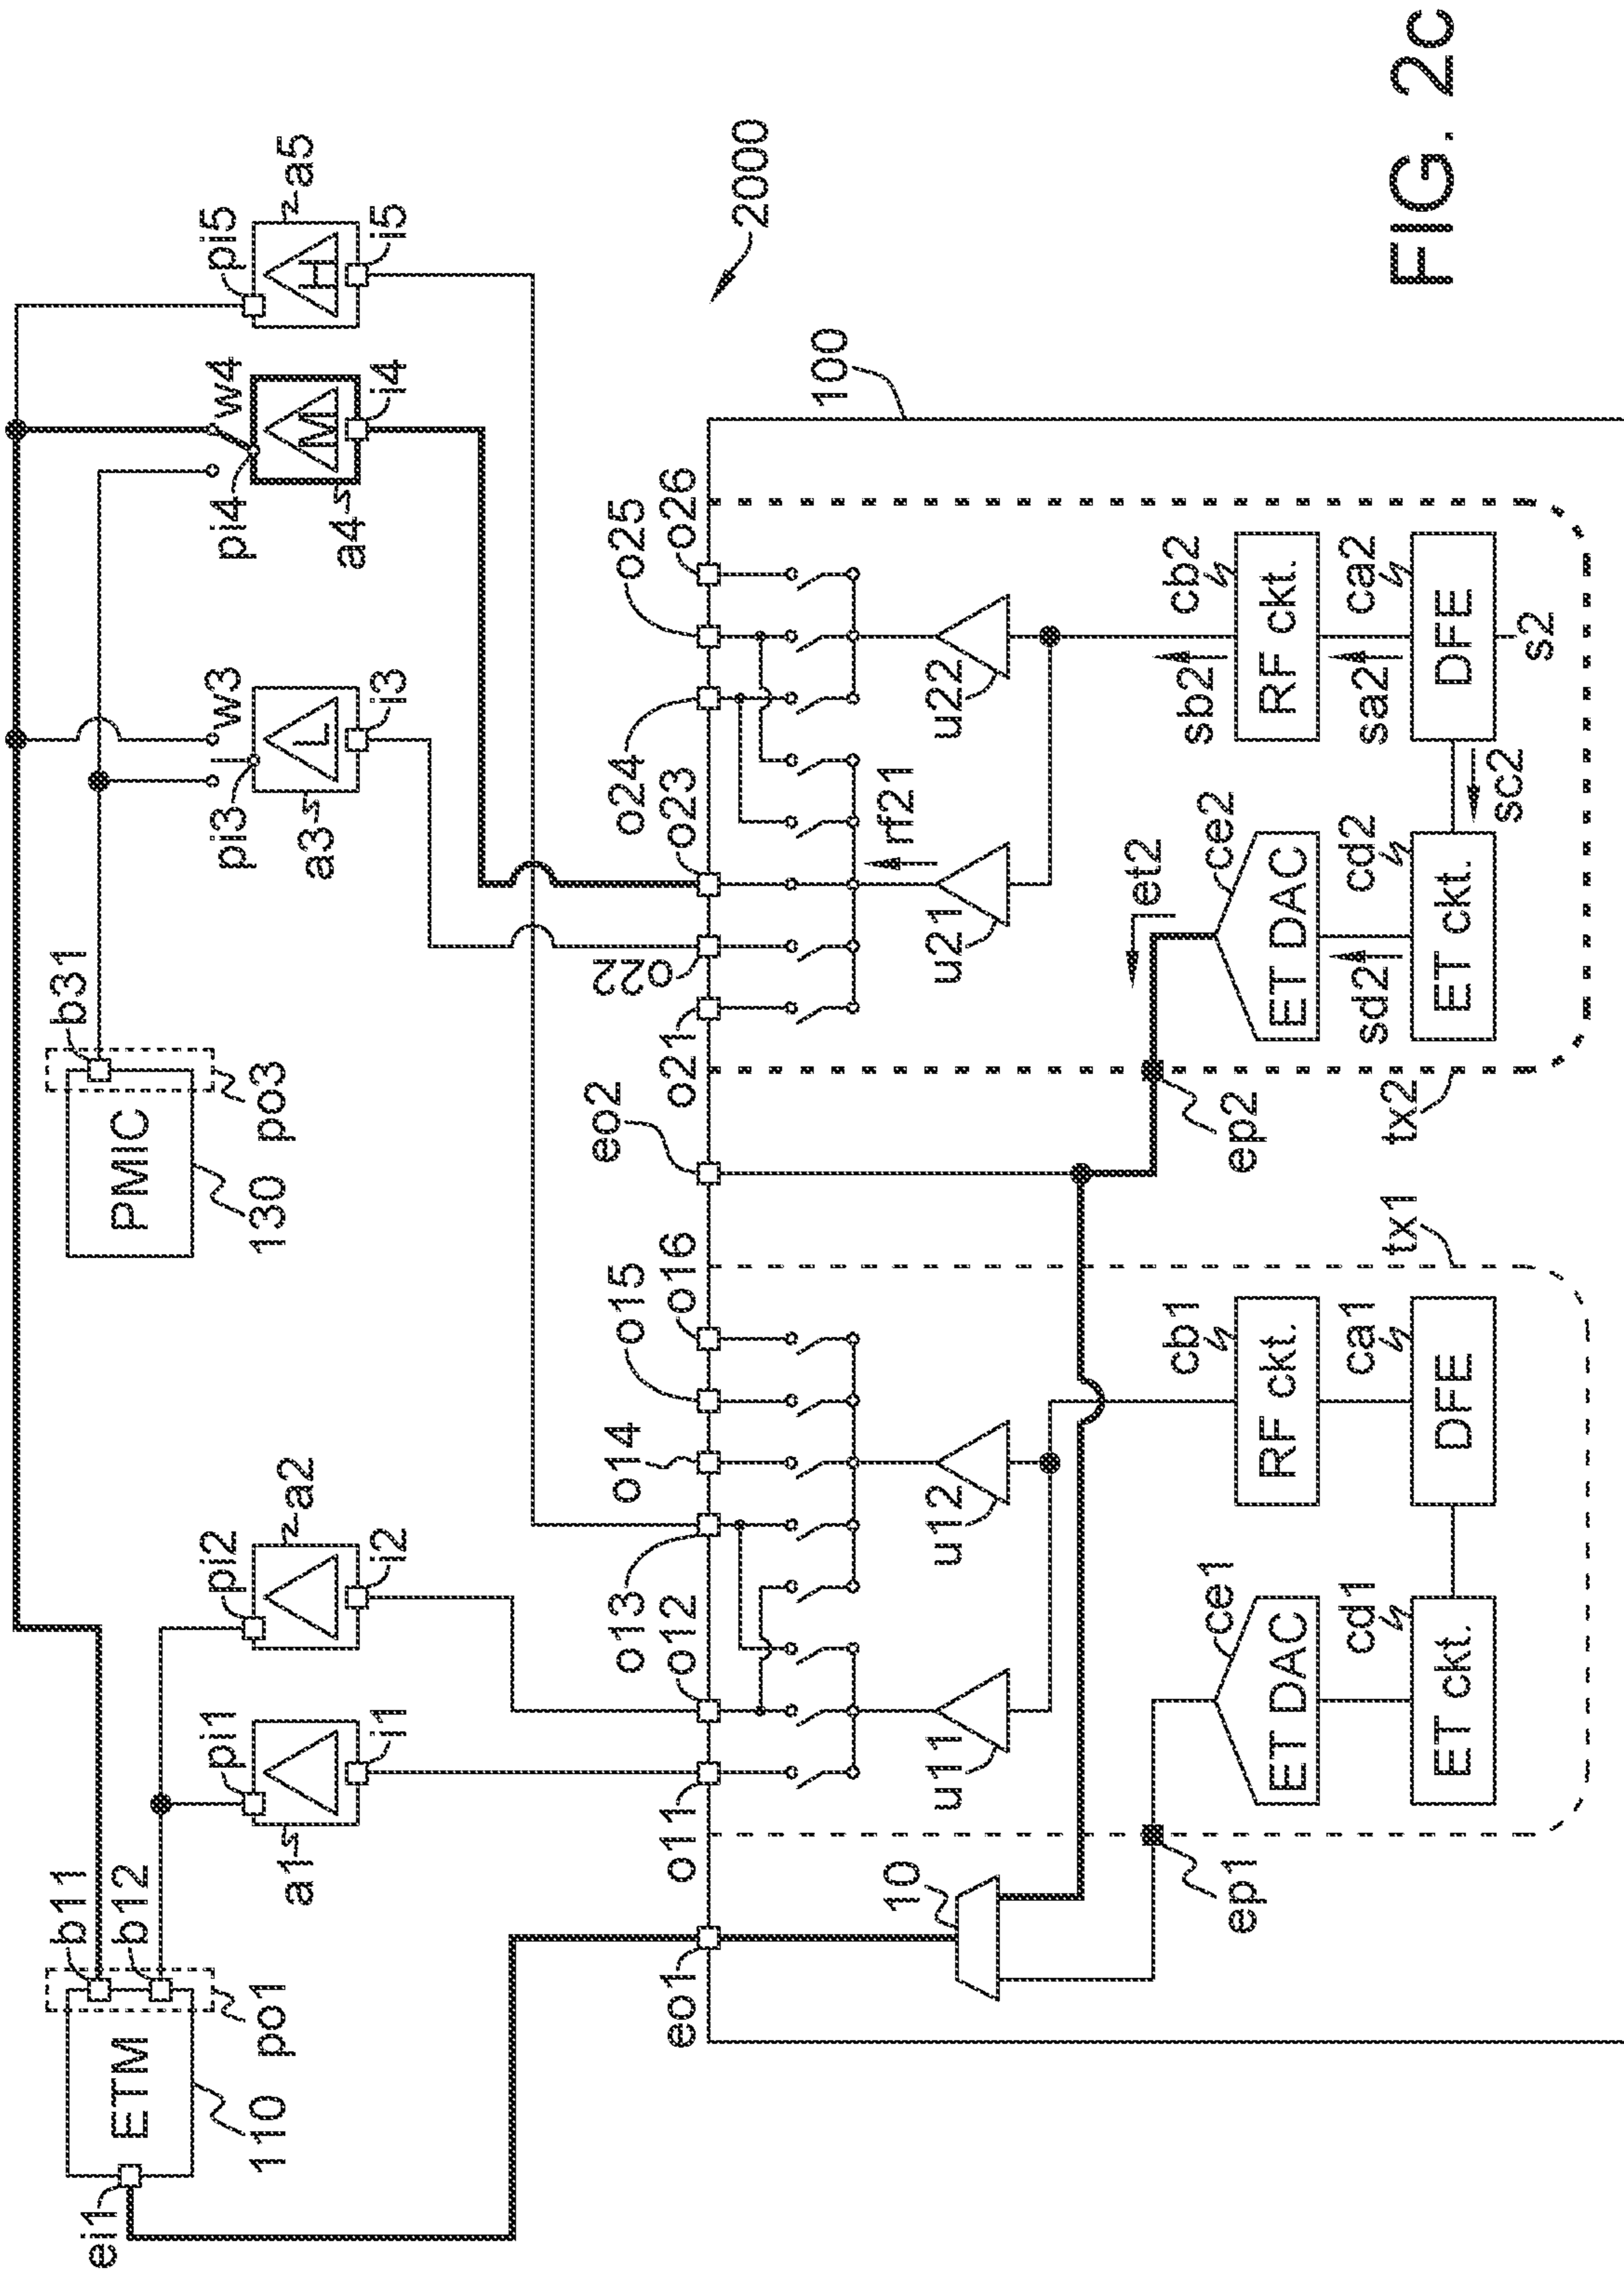 ETM
ei1
110
b11
b12
po1
PMIC
b31
130
po3
pi1
a1
i1
pi2
a2
i2
pi3
w3
L
a3
i3
pi4
w4
M
a4
i4
pi5
H
a5
i5
2000
100
eo1
o11
o12
o13
o14
o15
o16
eo2
o21
o22
o23
o24
o25
o26
10
u11
u12
rf21
u21
u22
ep1
ce1
ET DAC
cd1
ET ckt.
cb1
RF ckt.
ca1
DFE
tx1
ep2
et2
ce2
ET DAC
sd2
cd2
ET ckt.
sc2
sb2
cb2
RF ckt.
sa2
ca2
DFE
s2
tx2
FIG. 2c